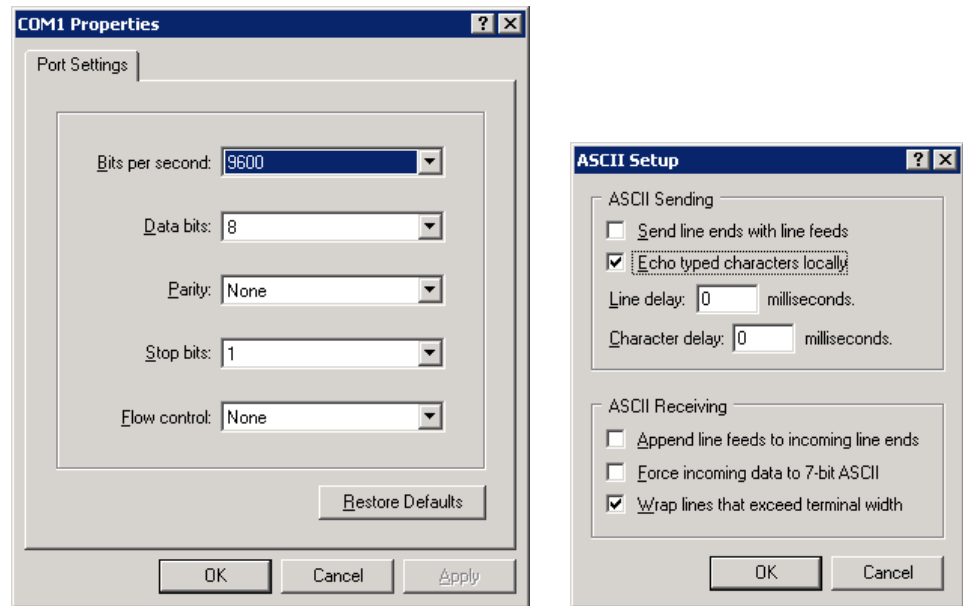 COM1 Properties
Port Settings
Bits per second: 9600
Data bits: 8
Parity: None
Stop bits: 1
Flow control: None
Restore Defaults
OK Cancel Apply
ASCII Setup
ASCII Sending
Send line ends with line feeds
Echo typed characters locally
Line delay: 0 milliseconds.
Character delay: 0 milliseconds.
ASCII Receiving
Append line feeds to incoming line ends
Force incoming data to 7-bit ASCII
Wrap lines that exceed terminal width
OK Cancel